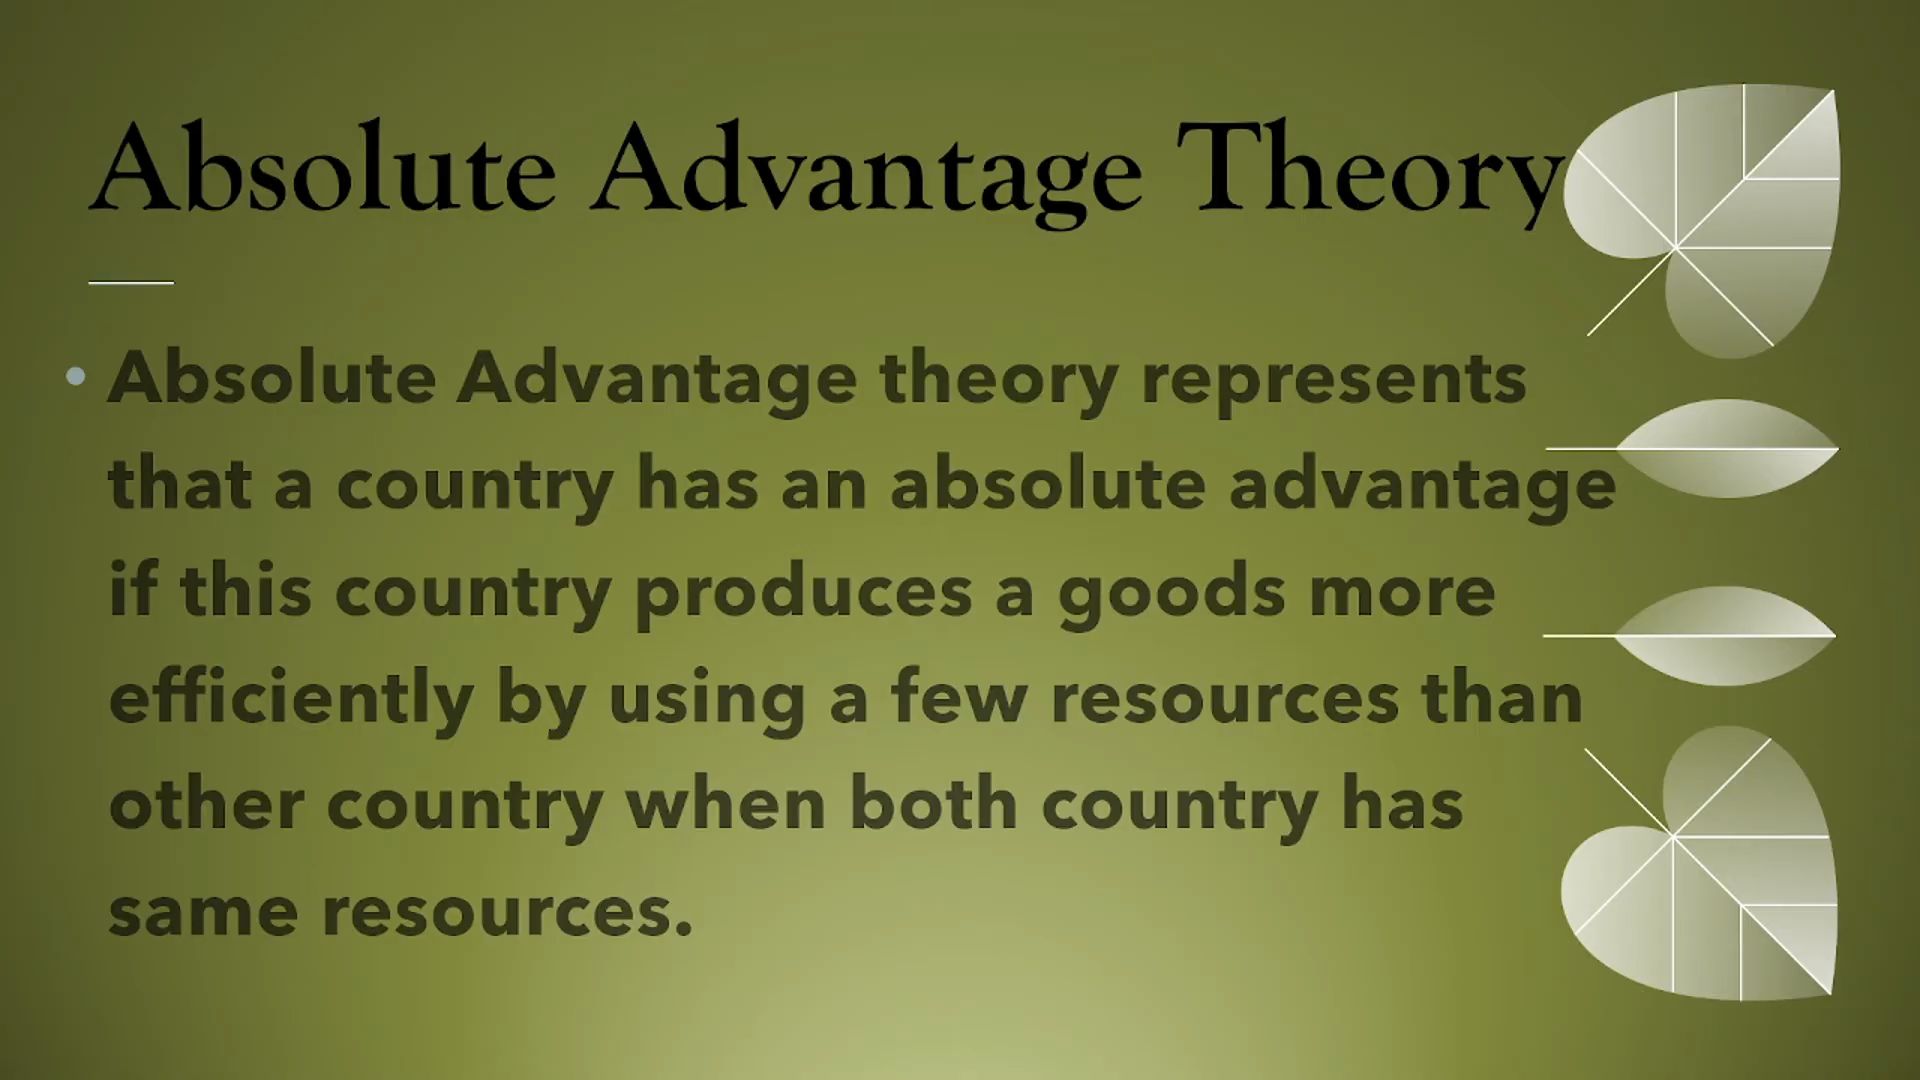 Absolute Advantage Theory
• Absolute Advantage theory represents
that a country has an absolute advantage
if this country produces a goods more
efficiently by using a few resources than
other country when both country has
same resources.